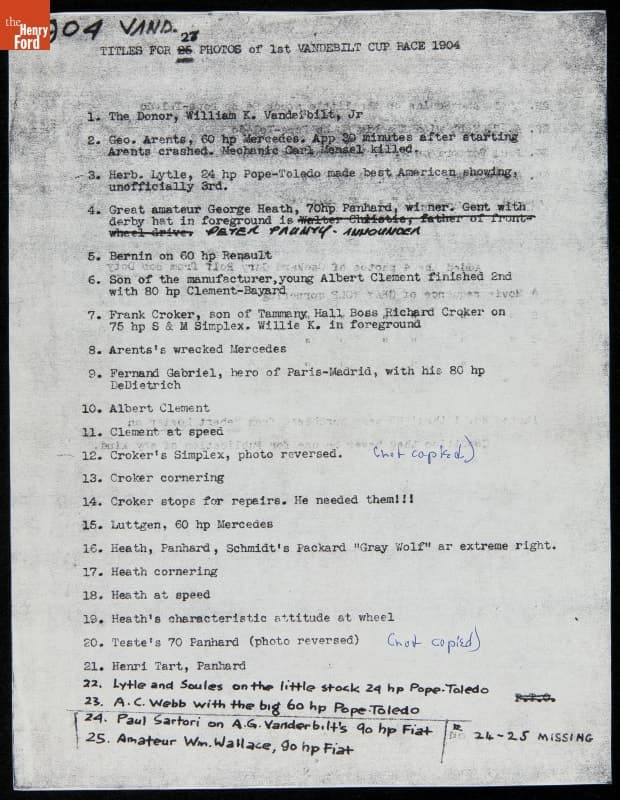 the
Henry
Ford
904 VAND.
23
TITLES FOR 26 PHOTOS of 1st VANDEBILT CUP RACE 1904
1. The Donor, William K. Vanderbilt, Jr
2. Geo. Arents, 60 hp Mercedes. App 30 minutes after starting
Arents crashed. Mechanic Carl Mensel killed.
3. Herb. Lytle, 24 hp Pope-Toledo made best American showing,
unofficially 3rd.
4. Great amateur George Heath, 70hp Panhard, winner. Gent with
derby hat in foreground is Walter Christie, father of front-
wheel drive. PETER PRUNTY - ANNOUNCER
5. Bernin on 60 hp Renault
6. Son of the manufacturer,young Albert Clement finished 2nd
with 80 hp Clement-Bayard
7. Frank Croker, son of Tammany Hall Boss Richard Croker on
75 hp S & M Simplex. Willie K. in foreground
8. Arents's wrecked Mercedes
9. Fernand Gabriel, hero of Paris-Madrid, with his 80 hp
DeDietrich
10. Albert Clement
11. Clement at speed
12. Croker's Simplex, photo reversed. (not copied)
13. Croker cornering
14. Croker stops for repairs. He needed them!!!
15. Luttgen, 60 hp Mercedes
16. Heath, Panhard, Schmidt's Packard "Gray Wolf" ar extreme right.
17. Heath cornering
18. Heath at speed
19. Heath's characteristic attitude at wheel
20. Teste's 70 Panhard (photo reversed) (not copied)
21. Henri Tart, Panhard
22. Lytle and Soules on the little stock 24 hp Pope-Toledo
23. A.C. Webb with the big 60 hp Pope-Toledo
24. Paul Sartori on A.G. Vanderbilt's 90 hp Fiat
25. Amateur Wm. Wallace, 90 hp Fiat
24-25 MISSING